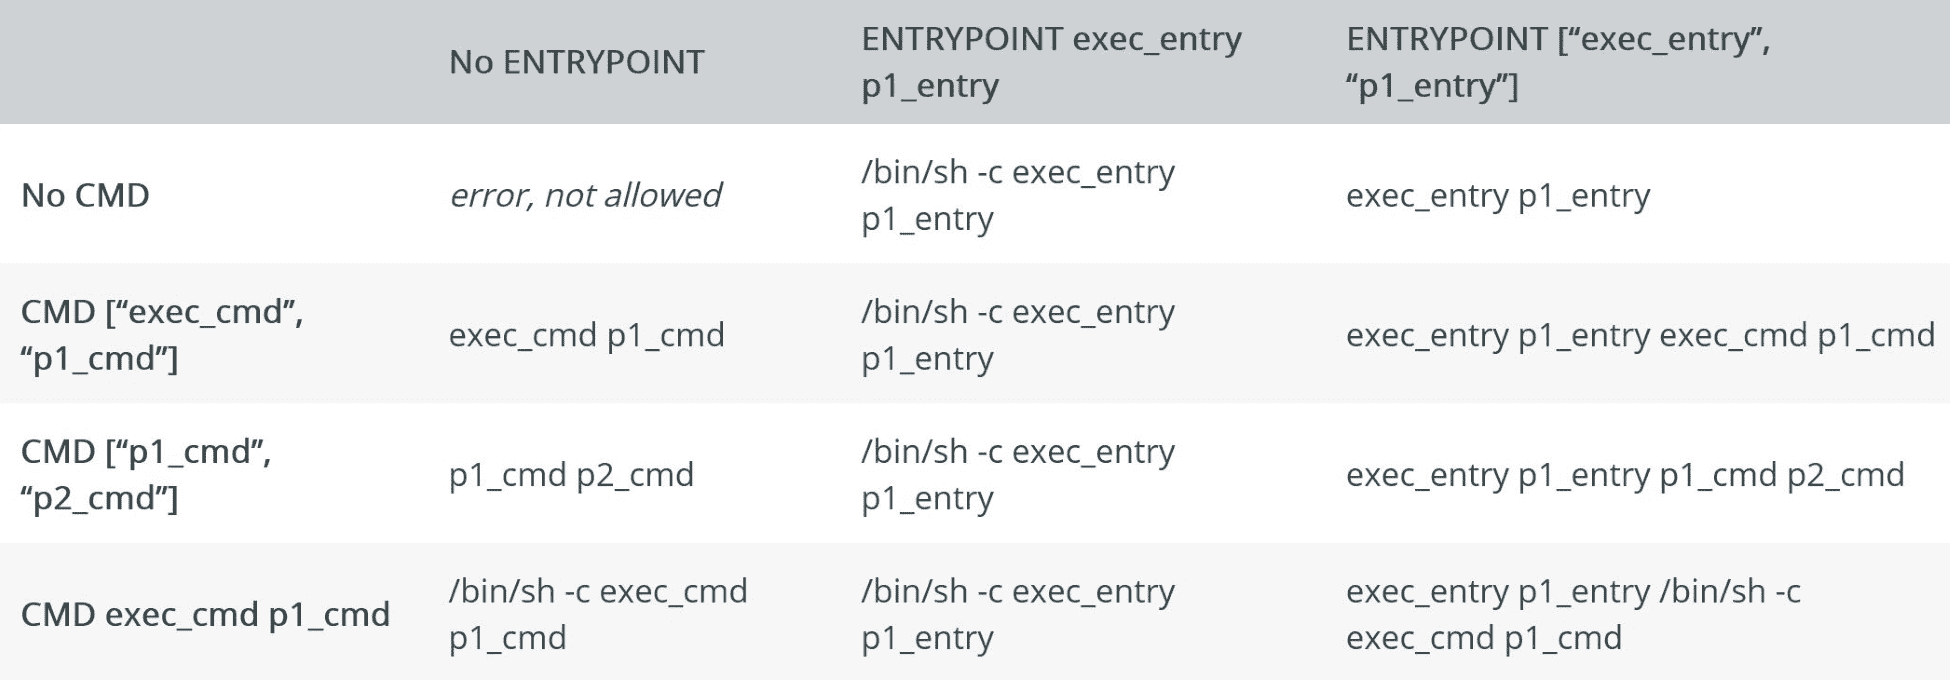 No ENTRYPOINT
ENTRYPOINT exec_entry
p1_entry
ENTRYPOINT [“exec_entry”,
“p1_entry”]
No CMD
error, not allowed
/bin/sh -c exec_entry
p1_entry
exec_entry p1_entry
CMD [“exec_cmd”,
“p1_cmd”]
exec_cmd p1_cmd
/bin/sh -c exec_entry
p1_entry
exec_entry p1_entry exec_cmd p1_cmd
CMD [“p1_cmd”,
“p2_cmd”]
p1_cmd p2_cmd
/bin/sh -c exec_entry
p1_entry
exec_entry p1_entry p1_cmd p2_cmd
CMD exec_cmd p1_cmd
/bin/sh -c exec_cmd
p1_cmd
/bin/sh -c exec_entry
p1_entry
exec_entry p1_entry /bin/sh -c
exec_cmd p1_cmd